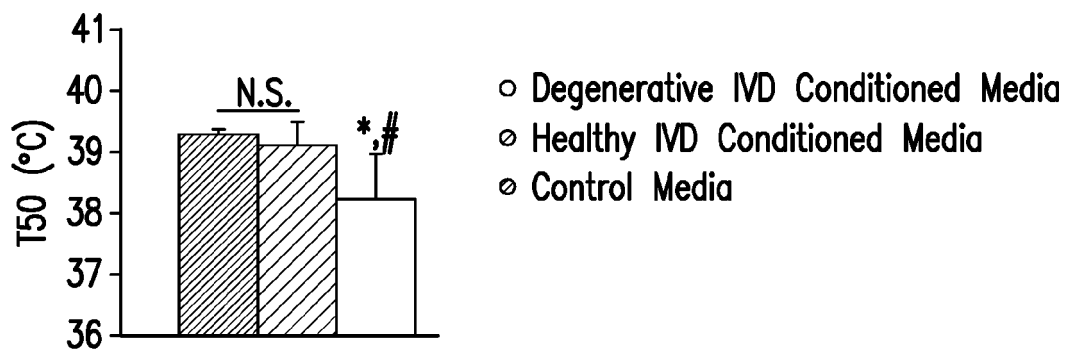 41
40
39
38
37
36
T50 (°C)
N.S.
*,#
Degenerative IVD Conditioned Media
Healthy IVD Conditioned Media
Control Media